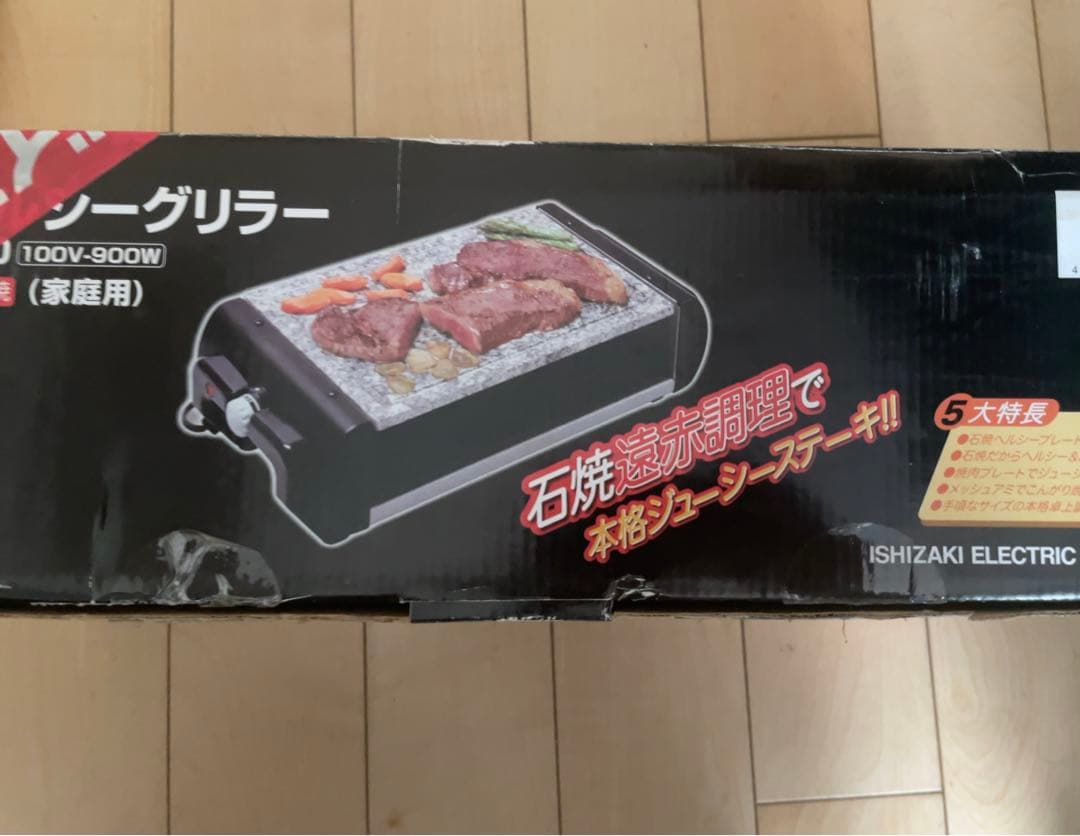 シーグリラー
100V-900W
焼 (家庭用)
石焼遠赤調理で
本格ジューシーステーキ!!
5大特長
●石焼ヘルシープレート
●石焼だからヘルシー&
●焼肉プレートでジューシ
●メッシュアミでこんがり
●手頃なサイズの本格卓上
ISHIZAKI ELECTRIC
4